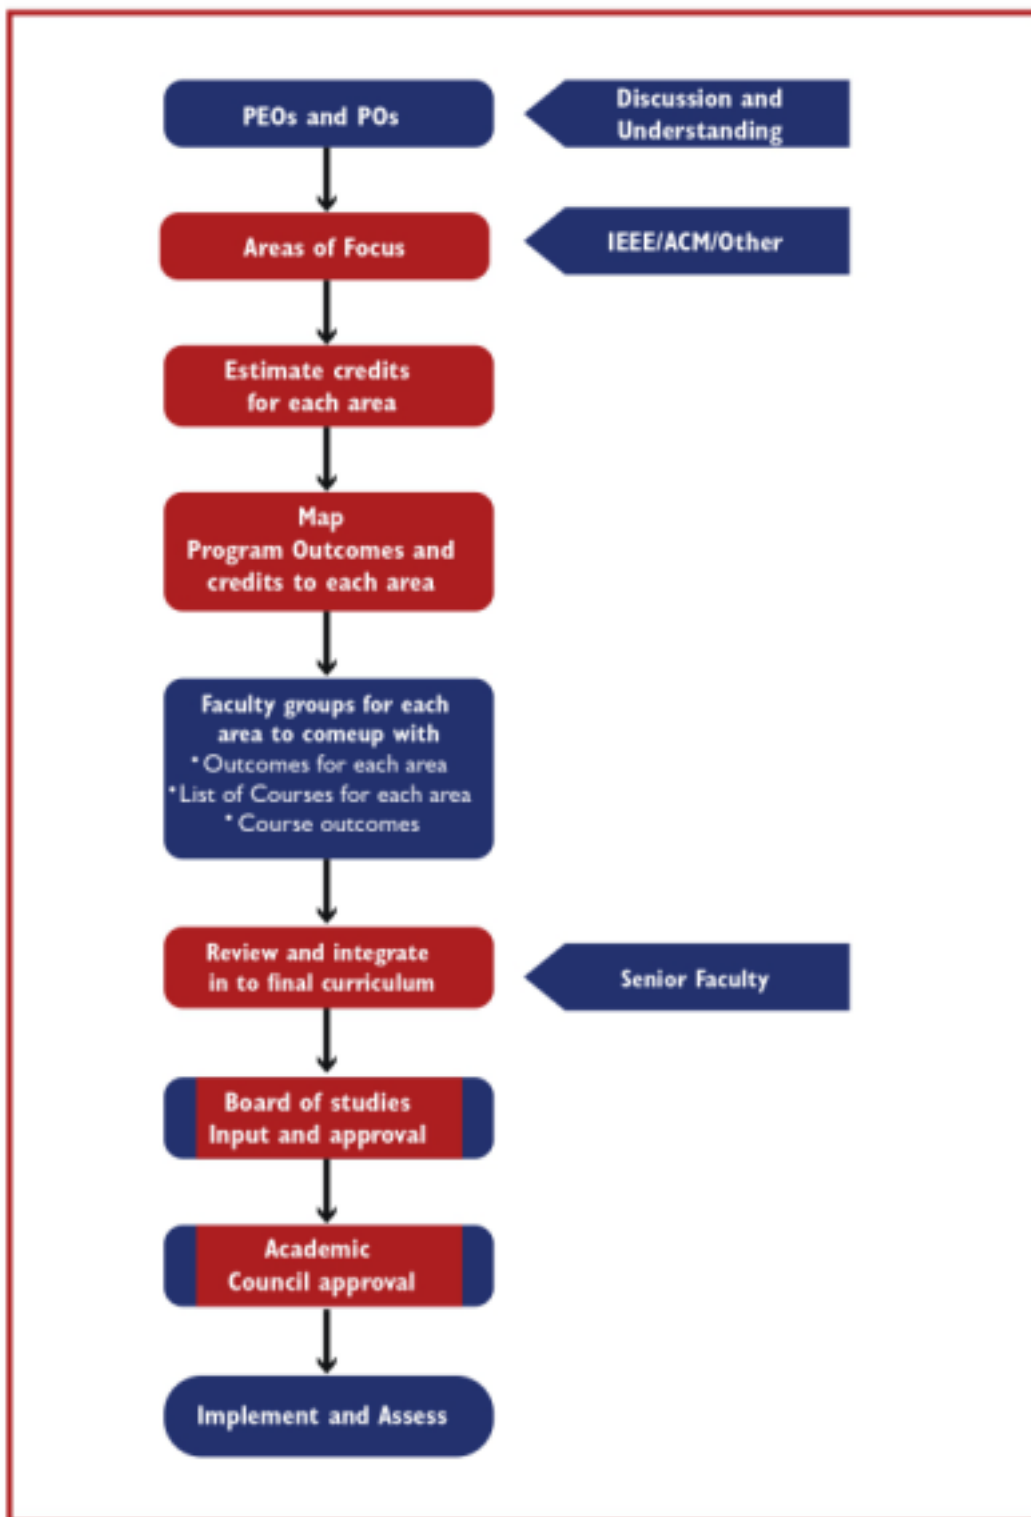 PEOs and POs
Discussion and
Understanding
Areas of Focus
IEEE/ACM/Other
Estimate credits
for each area
Map
Program Outcomes and
credits to each area
Faculty groups for each
area to comeup with
• Outcomes for each area
• List of Courses for each area
• Course outcomes
Review and integrate
in to final curriculum
Senior Faculty
Board of studies
Input and approval
Academic
Council approval
Implement and Assess